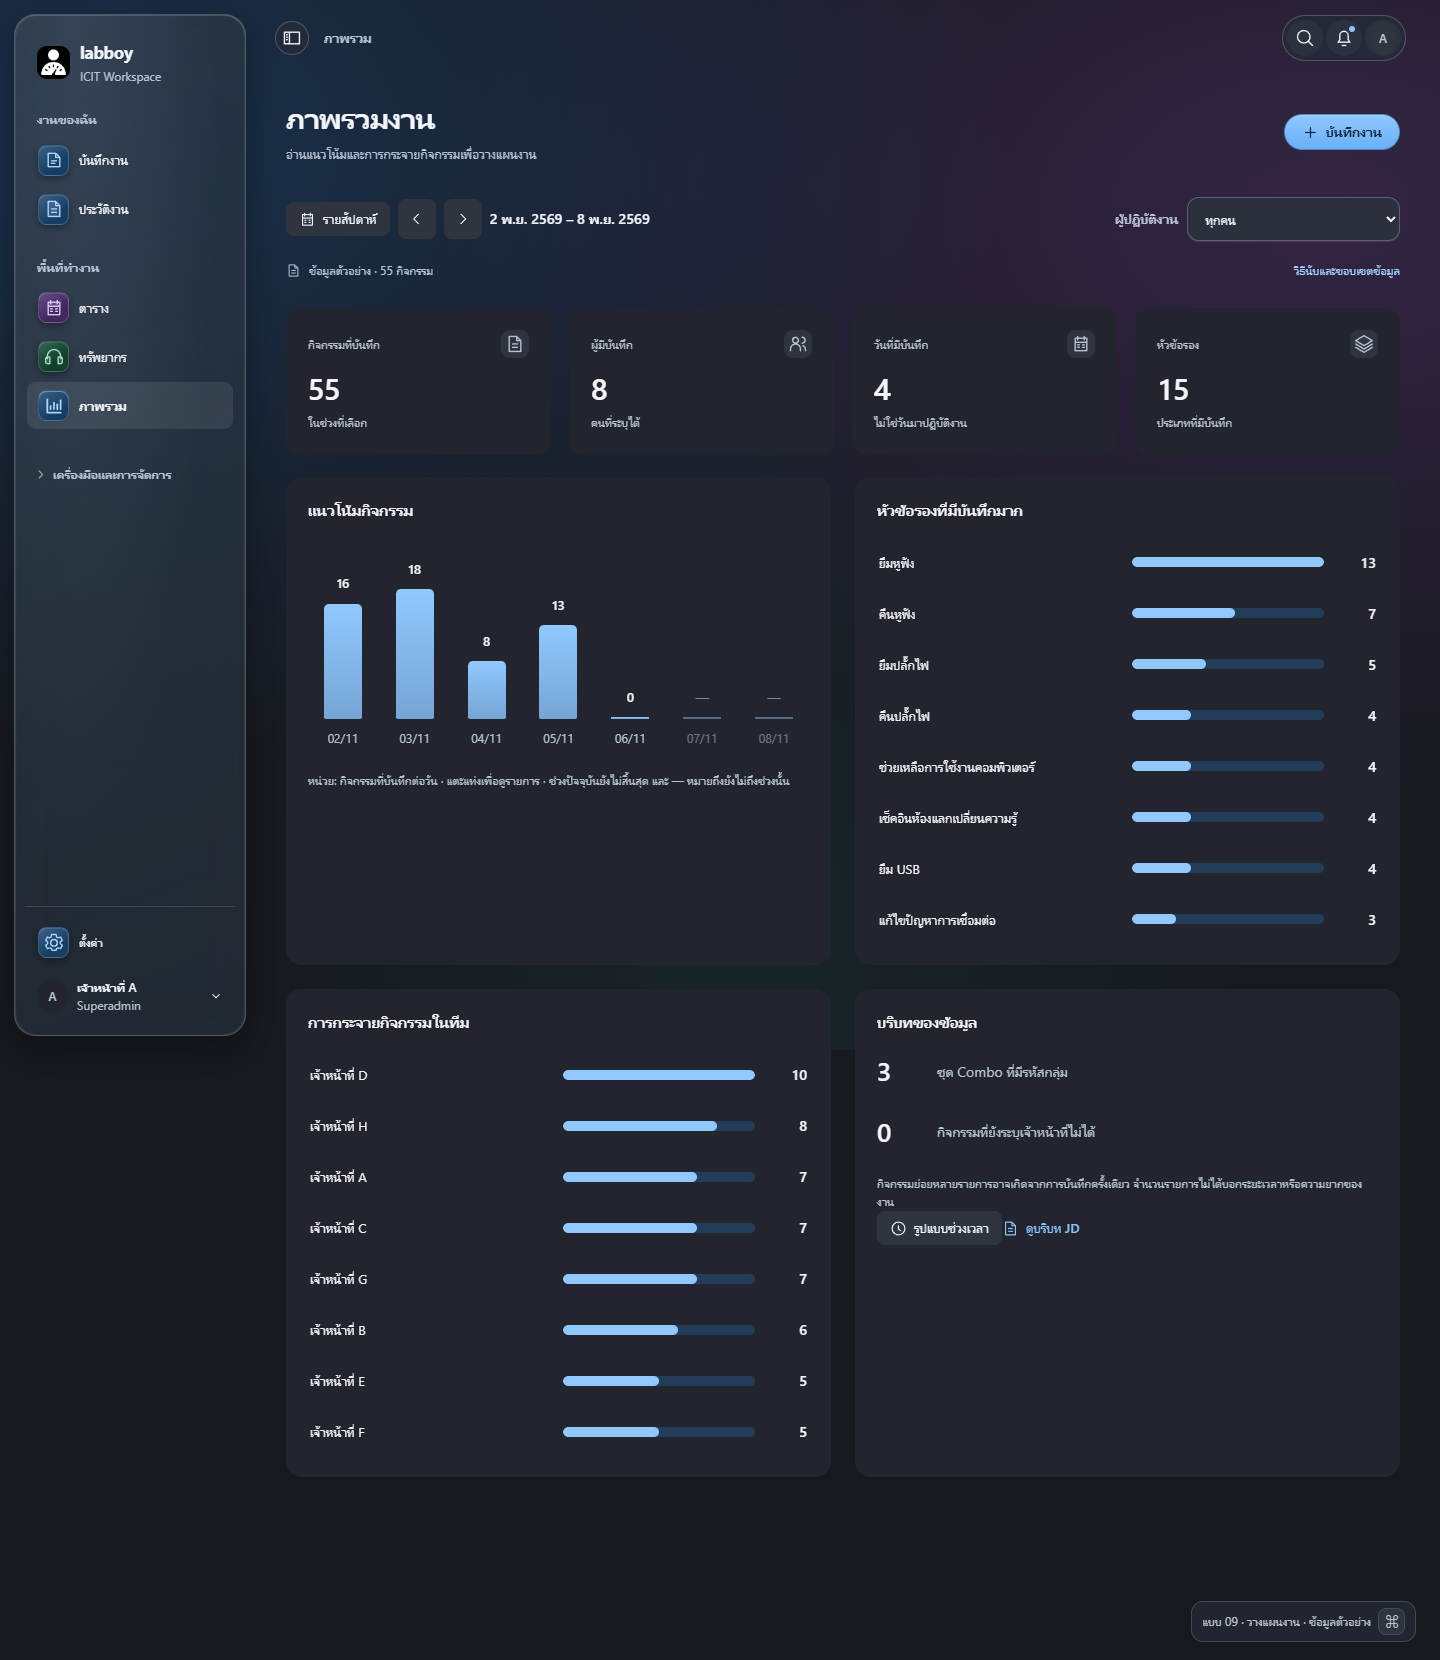 labboy
ICIT Workspace
งานของฉัน
บันทึกงาน
ประวัติงาน
พื้นที่ทำงาน
ตาราง
ทรัพยากร
ภาพรวม
เครื่องมือและการจัดการ
ตั้งค่า
A
เจ้าหน้าที่ A
Superadmin
ภาพรวม
A
ภาพรวมงาน
อ่านแนวโน้มและการกระจายกิจกรรมเพื่อวางแผนงาน
บันทึกงาน
รายสัปดาห์
2 พ.ย. 2569 – 8 พ.ย. 2569
ผู้ปฏิบัติงาน
ทุกคน
ข้อมูลตัวอย่าง · 55 กิจกรรม
วิธีนับและขอบเขตข้อมูล
กิจกรรมที่บันทึก
55
ในช่วงที่เลือก
ผู้มีบันทึก
8
คนที่ระบุได้
วันที่มีบันทึก
4
ไม่ใช่วันมาปฏิบัติงาน
หัวข้อรอง
15
ประเภทที่มีบันทึก
แนวโน้มกิจกรรม
16
18
8
13
0
—
—
02/11
03/11
04/11
05/11
06/11
07/11
08/11
หน่วย: กิจกรรมที่บันทึกต่อวัน · แตะแท่งเพื่อดูรายการ · ช่วงปัจจุบันยังไม่สิ้นสุด และ — หมายถึงยังไม่ถึงช่วงนั้น
หัวข้อรองที่มีบันทึกมาก
ยืมหูฟัง
13
คืนหูฟัง
7
ยืมปลั๊กไฟ
5
คืนปลั๊กไฟ
4
ช่วยเหลือการใช้งานคอมพิวเตอร์
4
เช็คอินห้องแลกเปลี่ยนความรู้
4
ยืม USB
4
แก้ไขปัญหาการเชื่อมต่อ
3
การกระจายกิจกรรมในทีม
เจ้าหน้าที่ D
10
เจ้าหน้าที่ H
8
เจ้าหน้าที่ A
7
เจ้าหน้าที่ C
7
เจ้าหน้าที่ G
7
เจ้าหน้าที่ B
6
เจ้าหน้าที่ E
5
เจ้าหน้าที่ F
5
บริบทของข้อมูล
3
ชุด Combo ที่มีรหัสกลุ่ม
0
กิจกรรมที่ยังระบุเจ้าหน้าที่ไม่ได้
กิจกรรมย่อยหลายรายการอาจเกิดจากการบันทึกครั้งเดียว จำนวนรายการไม่ได้บอกระยะเวลาหรือความยากของ
งาน
รูปแบบช่วงเวลา
ดูบริบท JD
แบบ 09 · วางแผนงาน · ข้อมูลตัวอย่าง